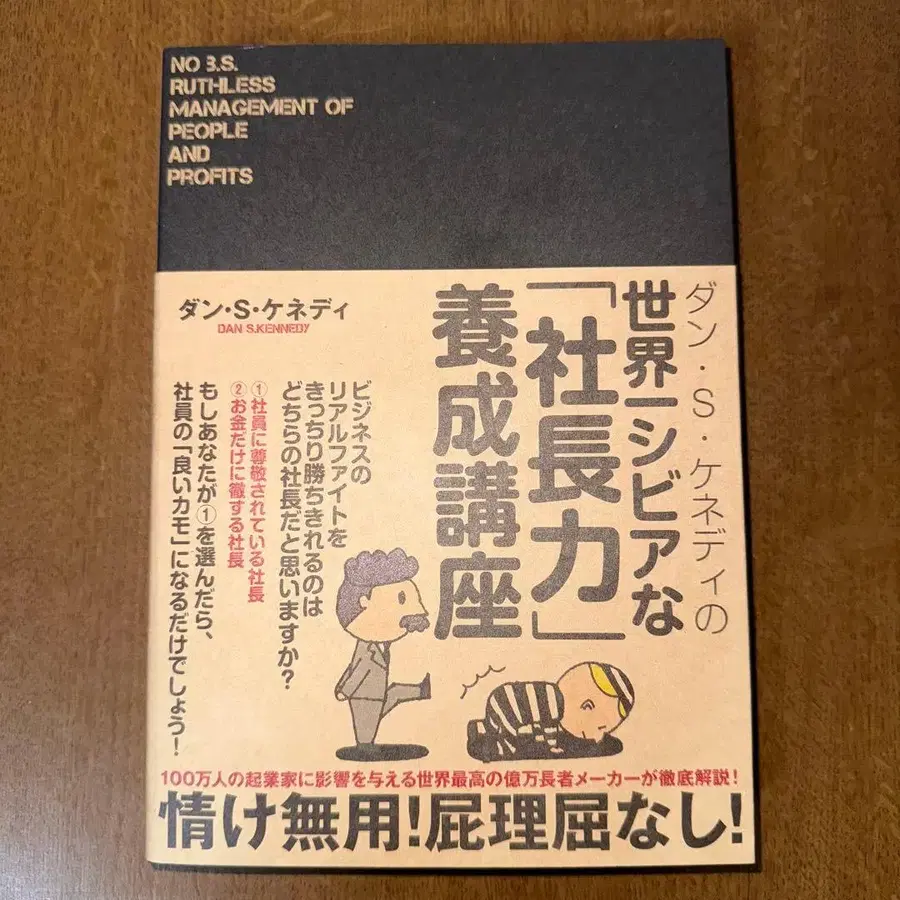 NO B.S.
RUTHLESS
MANAGEMENT OF
PEOPLE
AND
PROFITS
ダン・S・ケネディの
世界一シビアな
「社長力」
養成講座
ダン・S・ケネディ
DAN S.KENNEDY
ビジネスの
リアルファイトを
きっちり勝ちきれるのは
どちらの社長だと思いますか?
①社員に尊敬されている社長
②お金だけに徹する社長
もしあなたが①を選んだら、
社員の「良いカモ」になるだけでしょう!
100万人の起業家に影響を与える世界最高の億万長者メーカーが徹底解説!
情け無用!屁理屈なし!